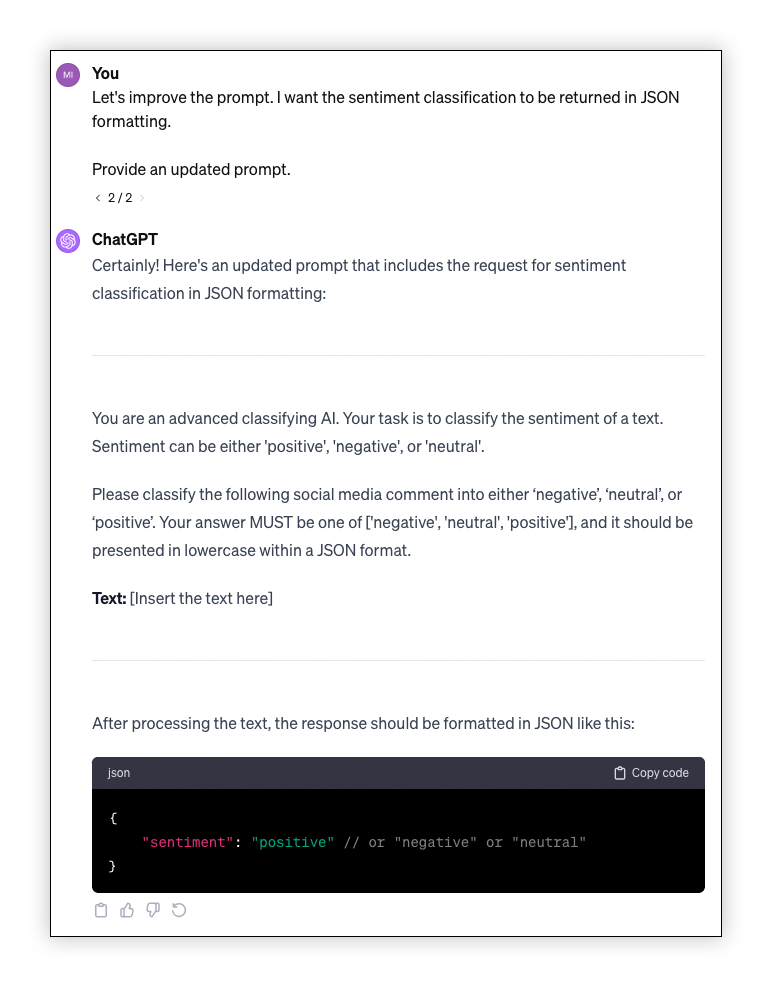 MI
You
Let's improve the prompt. I want the sentiment classification to be returned in JSON
formatting.
Provide an updated prompt.
< 2 / 2 >
ChatGPT
Certainly! Here's an updated prompt that includes the request for sentiment
classification in JSON formatting:
You are an advanced classifying AI. Your task is to classify the sentiment of a text.
Sentiment can be either 'positive', 'negative', or 'neutral'.
Please classify the following social media comment into either ‘negative’, ‘neutral’, or
‘positive’. Your answer MUST be one of ['negative', 'neutral', 'positive'], and it should be
presented in lowercase within a JSON format.
Text: [Insert the text here]
After processing the text, the response should be formatted in JSON like this:
json
Copy code
{
"sentiment": "positive" // or "negative" or "neutral"
}